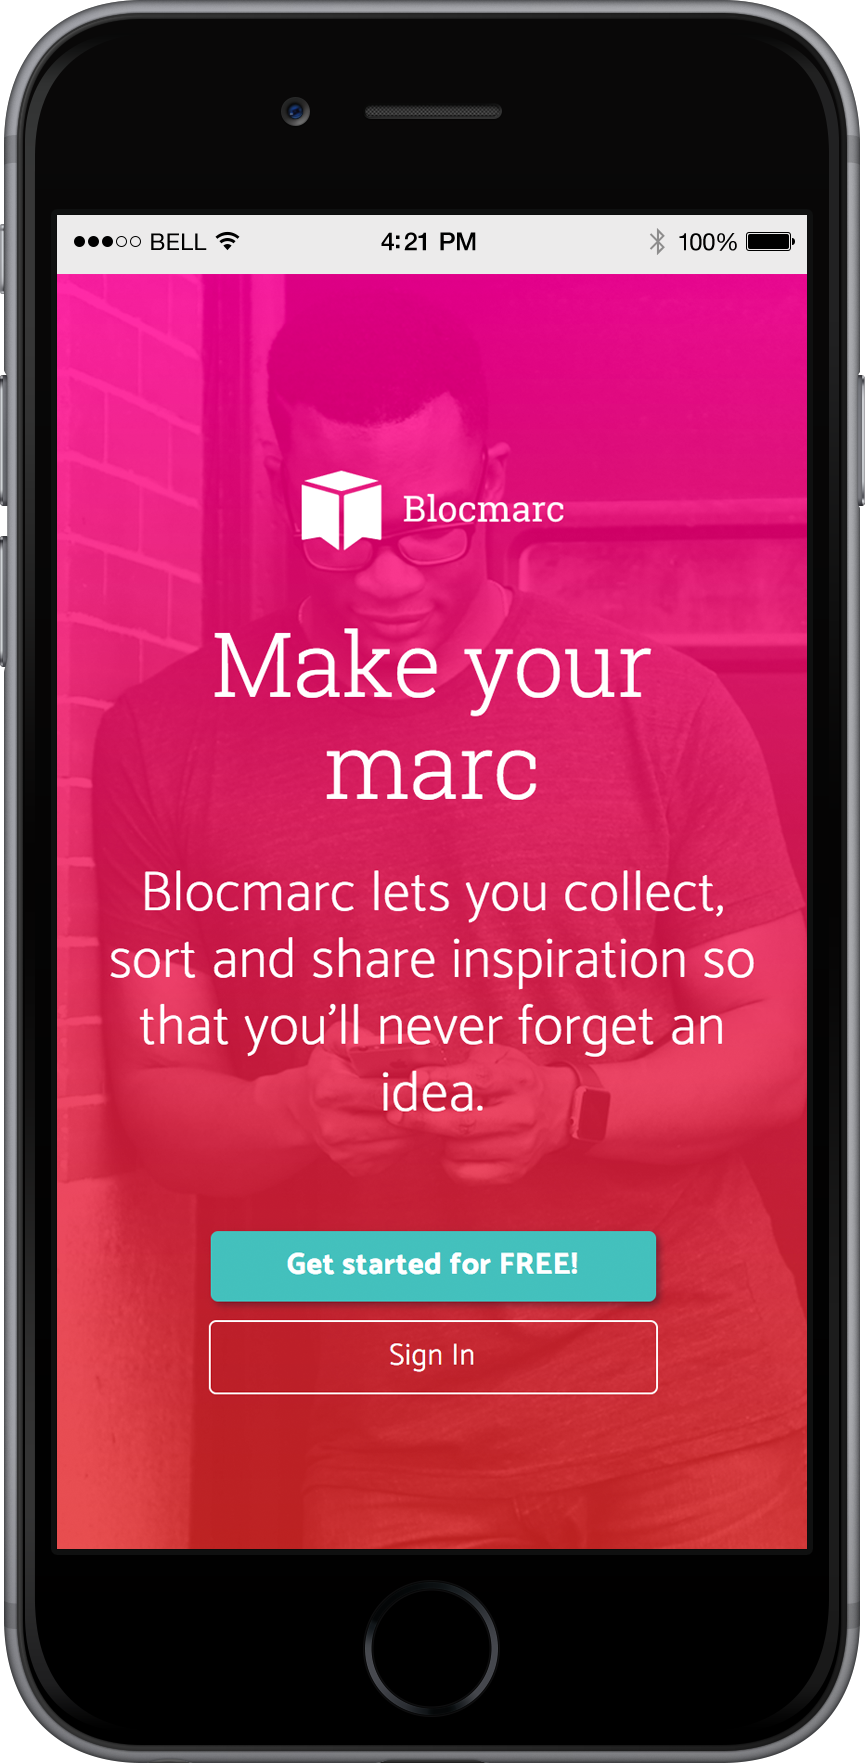 BELL 4:21 PM 100%
Blocmarc
Make your
marc
Blocmarc lets you collect,
sort and share inspiration so
that you’ll never forget an
idea.
Get started for FREE!
Sign In